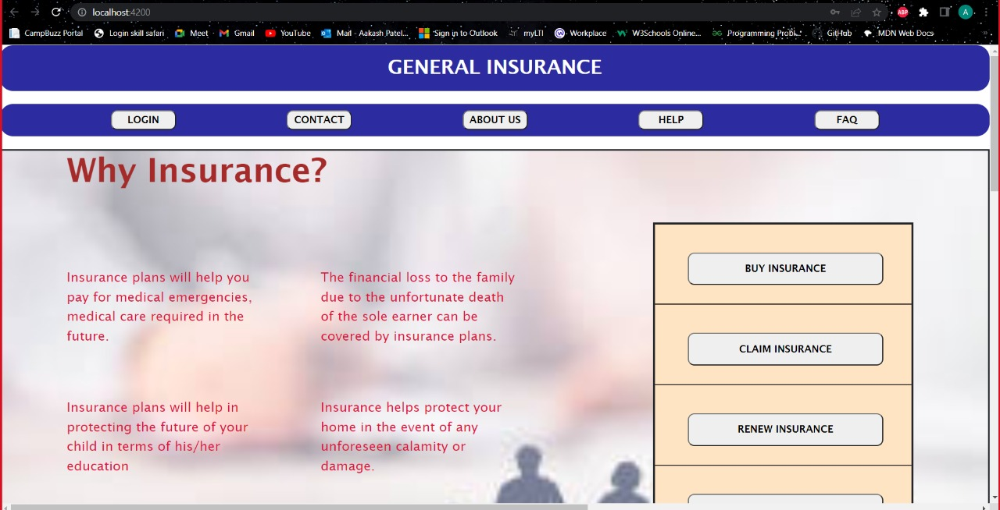 localhost:4200
ABP
A
CampBuzz Portal
Login skill safari
Meet
Gmail
YouTube
Mail - Aakash Patel...
Sign in to Outlook
myLTI
Workplace
W3Schools Online...
Programming Probl...
GitHub
MDN Web Docs
GENERAL INSURANCE
LOGIN
CONTACT
ABOUT US
HELP
FAQ
Why Insurance?
Insurance plans will help you
pay for medical emergencies,
medical care required in the
future.
The financial loss to the family
due to the unfortunate death
of the sole earner can be
covered by insurance plans.
Insurance plans will help in
protecting the future of your
child in terms of his/her
education
Insurance helps protect your
home in the event of any
unforeseen calamity or
damage.
BUY INSURANCE
CLAIM INSURANCE
RENEW INSURANCE